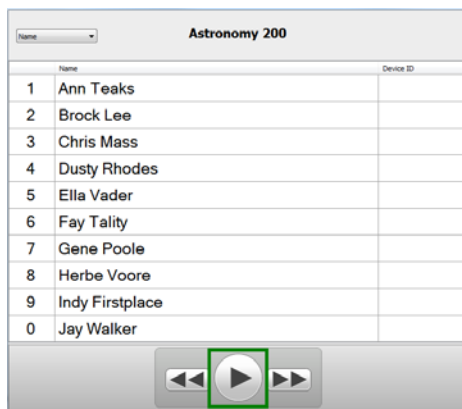 Name
Astronomy 200
Name Device ID
1 Ann Teaks
2 Brock Lee
3 Chris Mass
4 Dusty Rhodes
5 Ella Vader
6 Fay Tality
7 Gene Poole
8 Herbe Voore
9 Indy Firstplace
0 Jay Walker